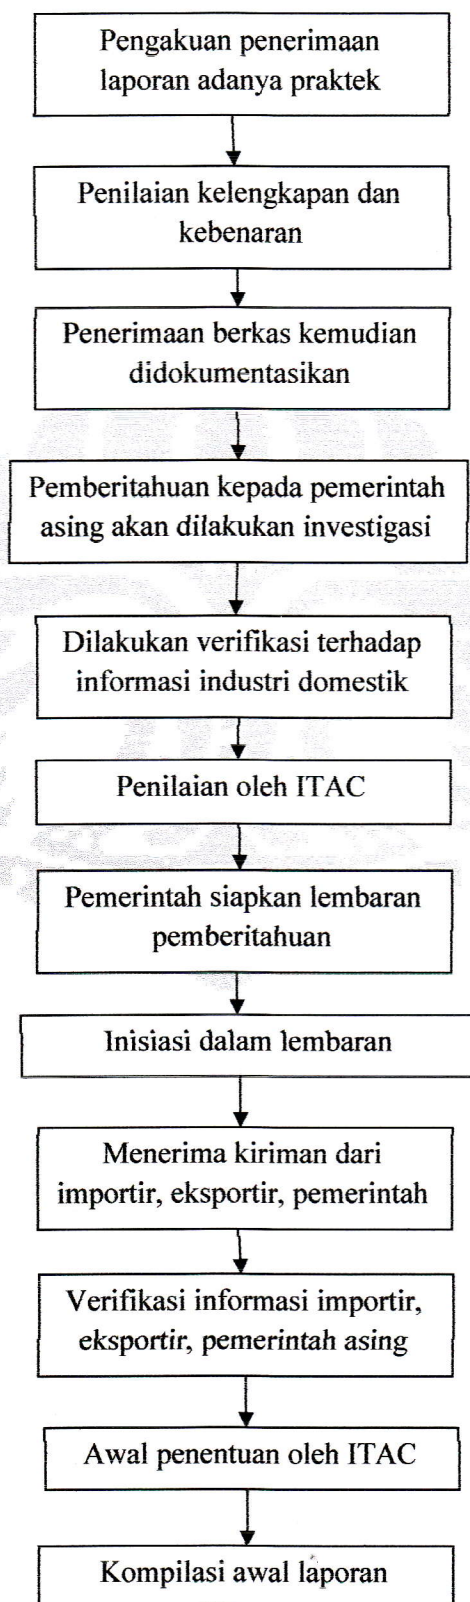 Pengakuan penerimaan
laporan adanya praktek
Penilaian kelengkapan dan
kebenaran
Penerimaan berkas kemudian
didokumentasikan
Pemberitahuan kepada pemerintah
asing akan dilakukan investigasi
Dilakukan verifikasi terhadap
informasi industri domestik
Penilaian oleh ITAC
Pemerintah siapkan lembaran
pemberitahuan
Inisiasi dalam lembaran
Menerima kiriman dari
importir, eksportir, pemerintah
Verifikasi informasi importir,
eksportir, pemerintah asing
Awal penentuan oleh ITAC
Kompilasi awal laporan